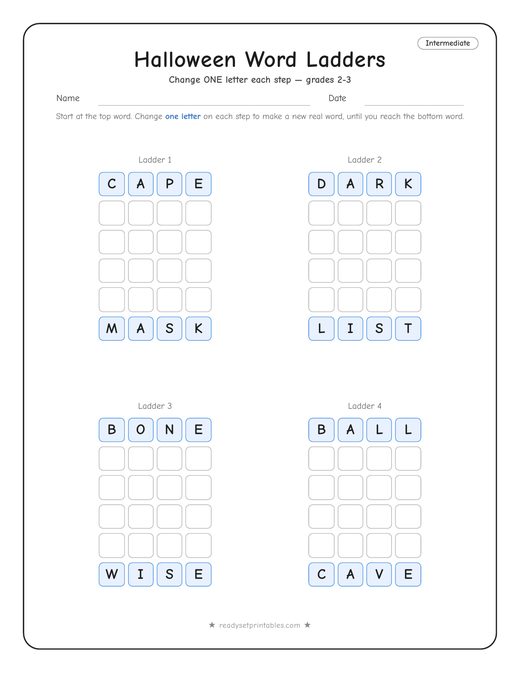 Intermediate
Halloween Word Ladders
Change ONE letter each step — grades 2-3
Name Date
Start at the top word. Change one letter on each step to make a new real word, until you reach the bottom word.
Ladder 1 Ladder 2
C A P E D A R K
M A S K L I S T
Ladder 3 Ladder 4
B O N E B A L L
W I S E C A V E
★ readysetprintables.com ★